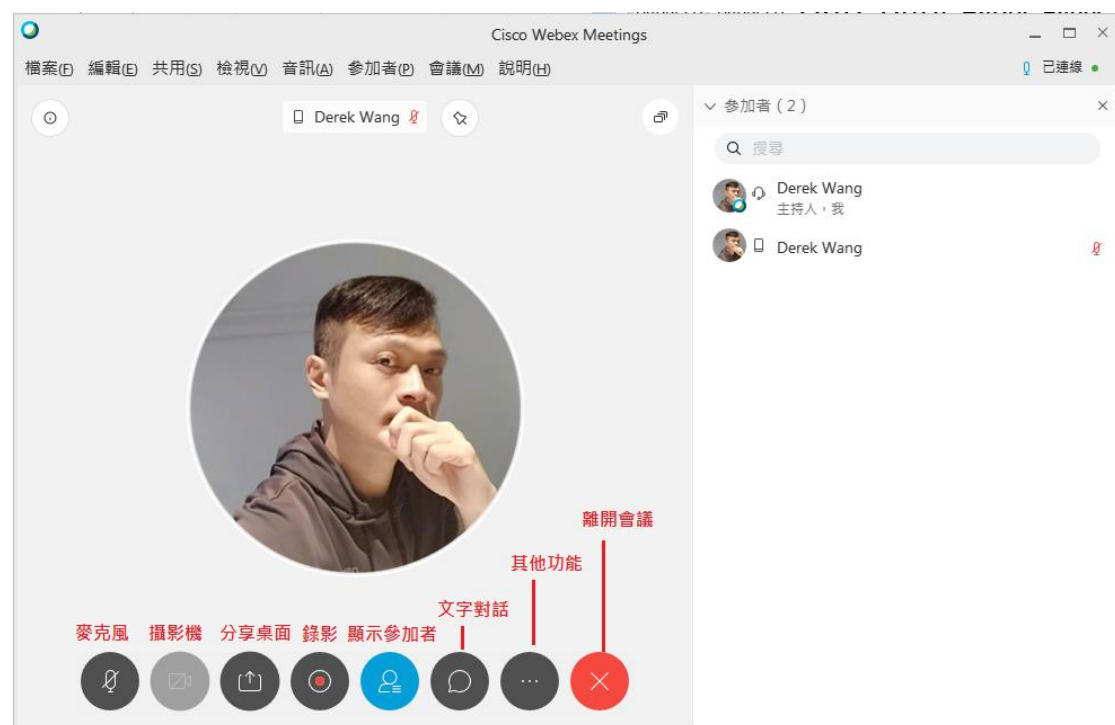 Cisco Webex Meetings
檔案(F) 編輯(E) 共用(S) 檢視(V) 音訊(A) 參加者(P) 會議(M) 說明(H)
已連線
Derek Wang
參加者 ( 2 )
搜尋
Derek Wang
主持人，我
Derek Wang
離開會議
其他功能
文字對話
麥克風 攝影機 分享桌面 錄影 顯示參加者